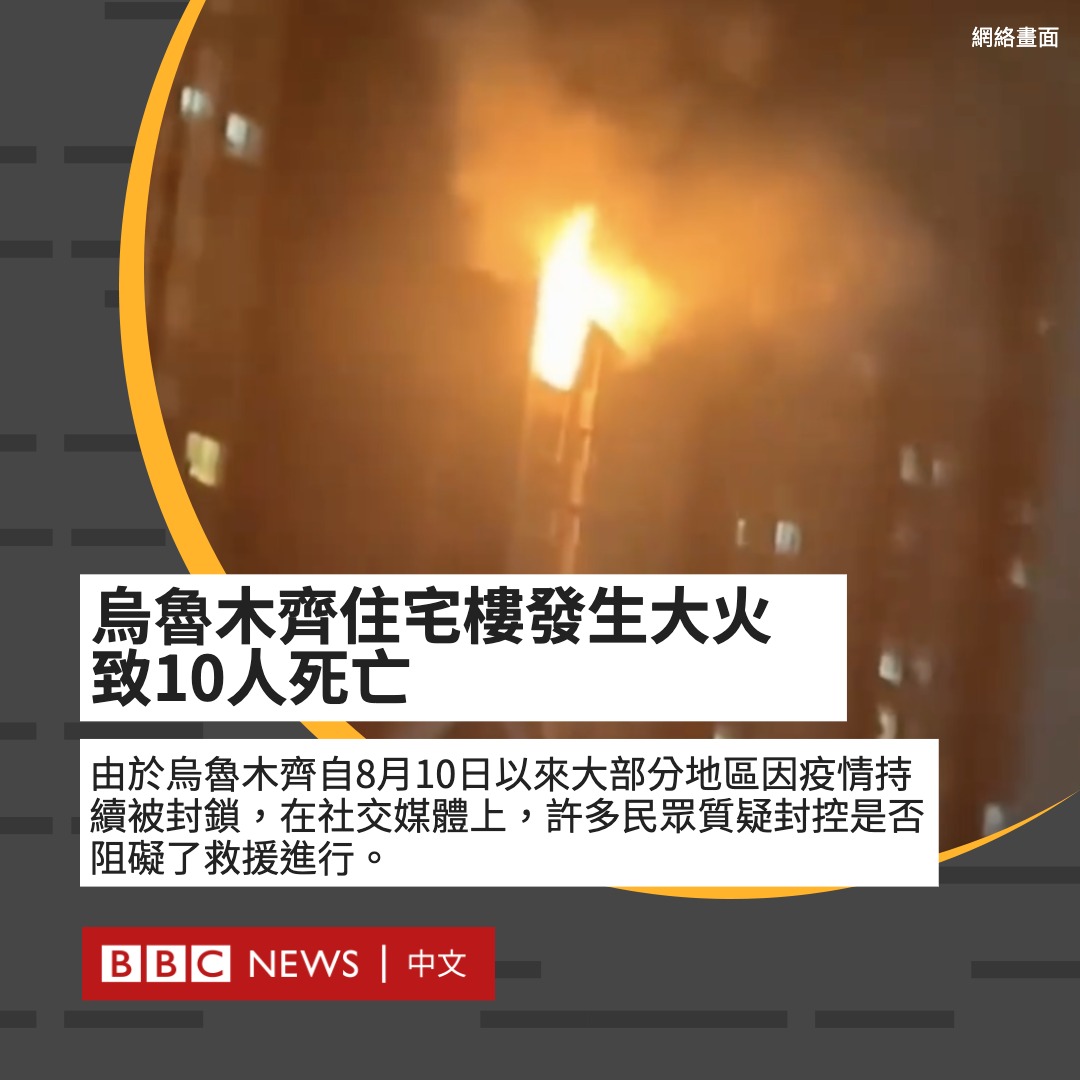 網絡畫面
烏魯木齊住宅樓發生大火
致10人死亡
由於烏魯木齊自8月10日以來大部分地區因疫情持
續被封鎖，在社交媒體上，許多民眾質疑封控是否
阻礙了救援進行。
BBC NEWS | 中文